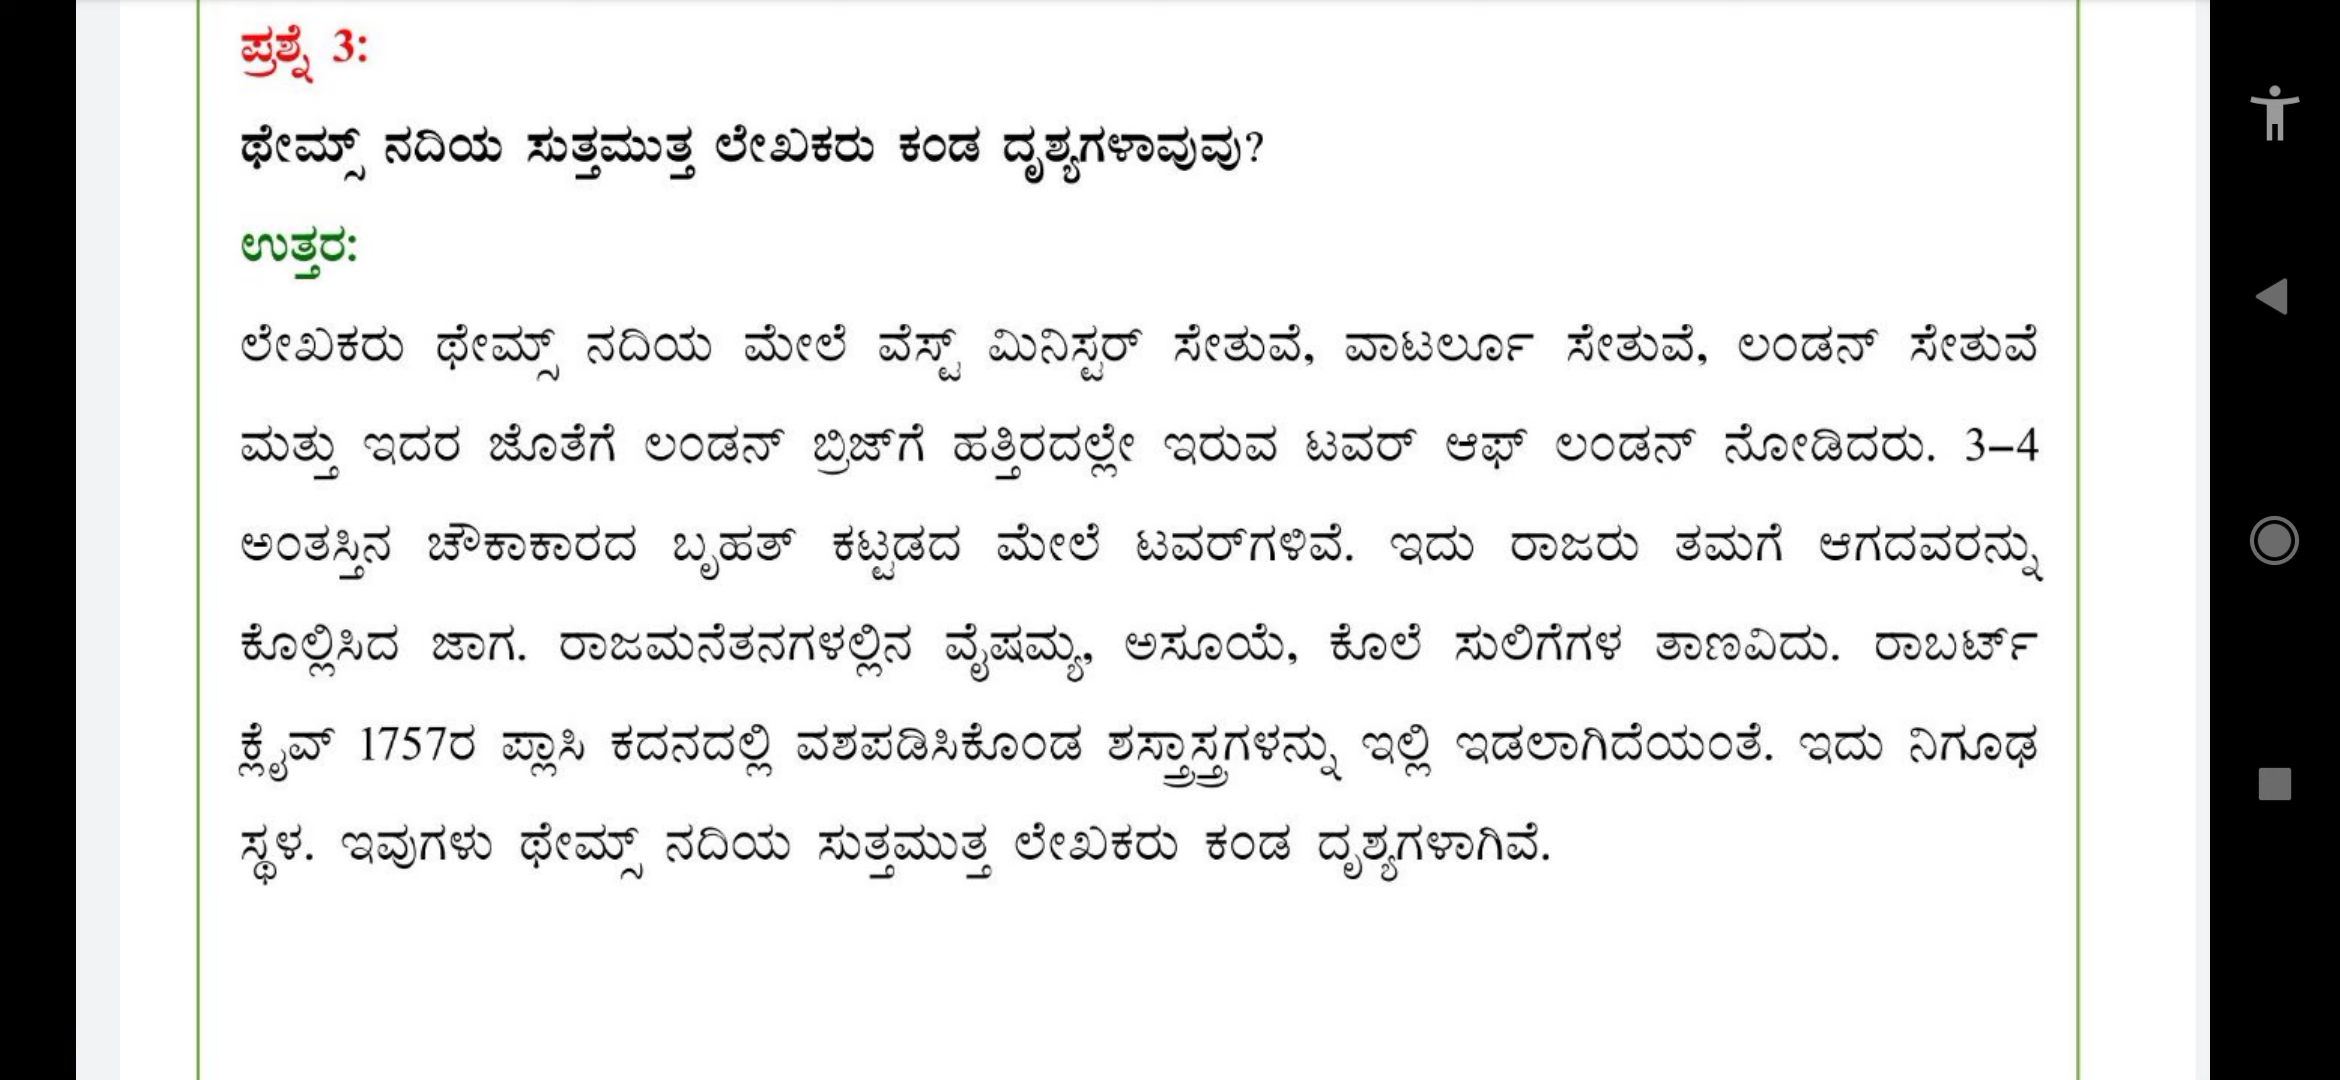 ಪ್ರಶ್ನೆ 3:
ಥೇಮ್ಸ್ ನದಿಯ ಸುತ್ತಮುತ್ತ ಲೇಖಕರು ಕಂಡ ದೃಶ್ಯಗಳಾವುವು?
ಉತ್ತರ:
ಲೇಖಕರು ಥೇಮ್ಸ್ ನದಿಯ ಮೇಲೆ ವೆಸ್ಟ್ ಮಿನಿಸ್ಟರ್ ಸೇತುವೆ, ವಾಟರ್ಲೂ ಸೇತುವೆ, ಲಂಡನ್ ಸೇತುವೆ
ಮತ್ತು ಇದರ ಜೊತೆಗೆ ಲಂಡನ್ ಬ್ರಿಜ್‌ಗೆ ಹತ್ತಿರದಲ್ಲೇ ಇರುವ ಟವರ್ ಆಫ್ ಲಂಡನ್ ನೋಡಿದರು. 3–4
ಅಂತಸ್ತಿನ ಚೌಕಾಕಾರದ ಬೃಹತ್ ಕಟ್ಟಡದ ಮೇಲೆ ಟವರ್‌ಗಳಿವೆ. ಇದು ರಾಜರು ತಮಗೆ ಆಗದವರನ್ನು
ಕೊಲ್ಲಿಸಿದ ಜಾಗ. ರಾಜಮನೆತನಗಳಲ್ಲಿನ ವೈಷಮ್ಯ, ಅಸೂಯೆ, ಕೊಲೆ ಸುಲಿಗೆಗಳ ತಾಣವಿದು. ರಾಬರ್ಟ್
ಕ್ಲೈವ್ 1757ರ ಪ್ಲಾಸಿ ಕದನದಲ್ಲಿ ವಶಪಡಿಸಿಕೊಂಡ ಶಸ್ತ್ರಾಸ್ತ್ರಗಳನ್ನು ಇಲ್ಲಿ ಇಡಲಾಗಿದೆಯಂತೆ. ಇದು ನಿಗೂಢ
ಸ್ಥಳ. ಇವುಗಳು ಥೇಮ್ಸ್ ನದಿಯ ಸುತ್ತಮುತ್ತ ಲೇಖಕರು ಕಂಡ ದೃಶ್ಯಗಳಾಗಿವೆ.